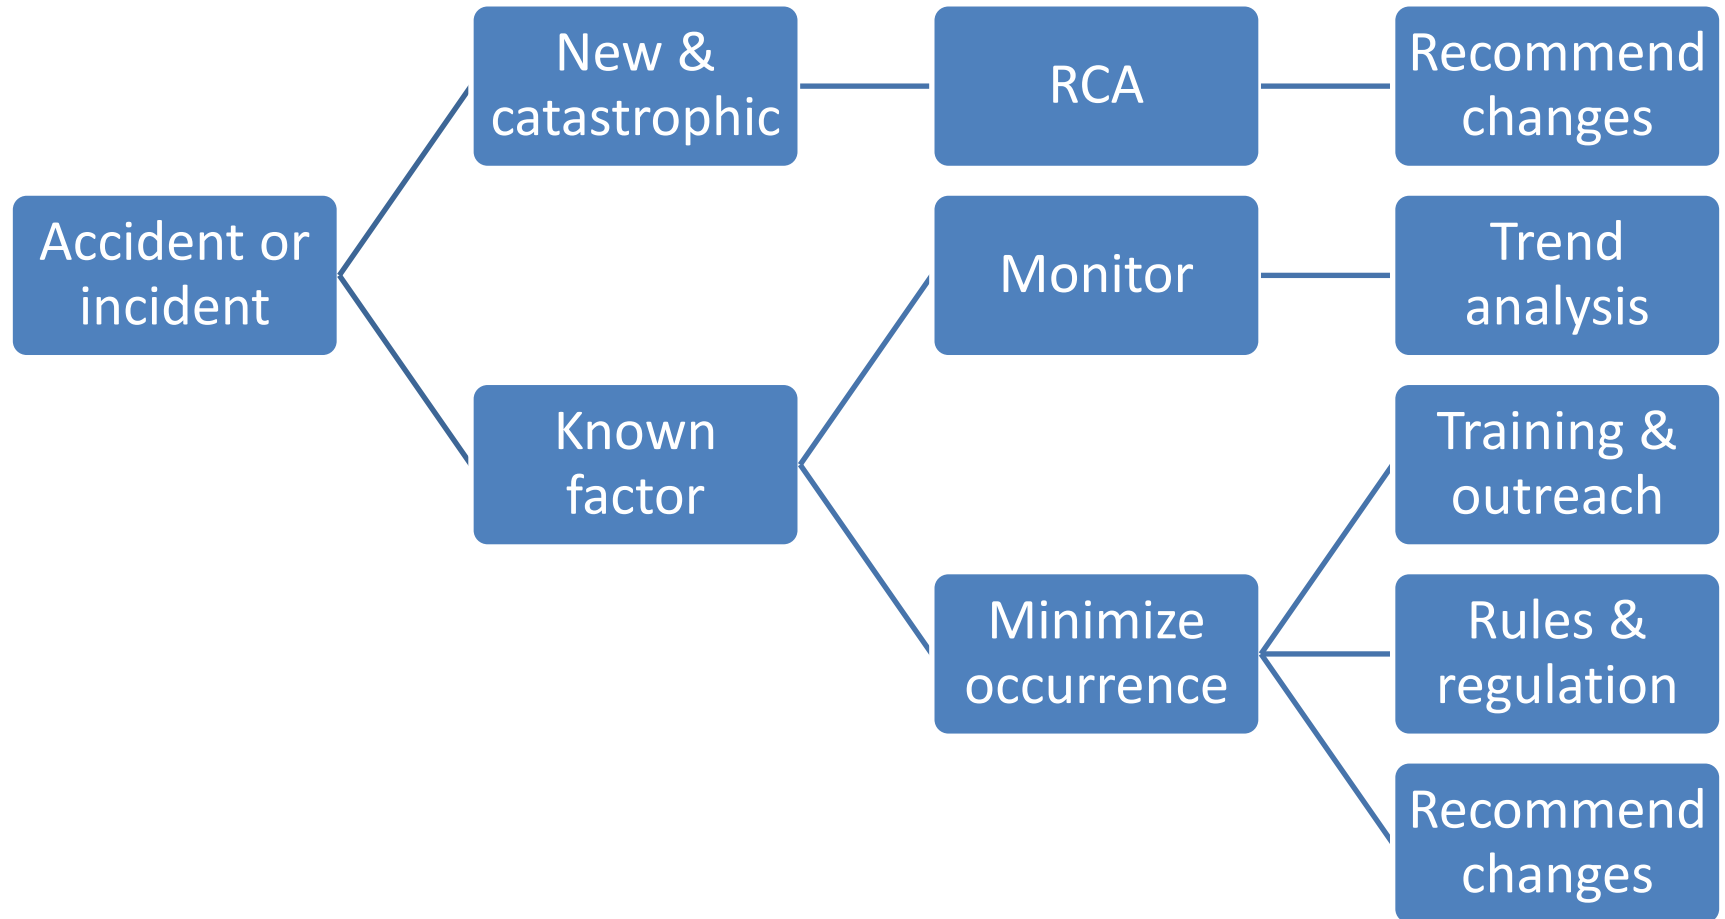 Accident or
incident
New &
catastrophic
Known
factor
RCA
Monitor
Minimize
occurrence
Recommend
changes
Trend
analysis
Training &
outreach
Rules &
regulation
Recommend
changes